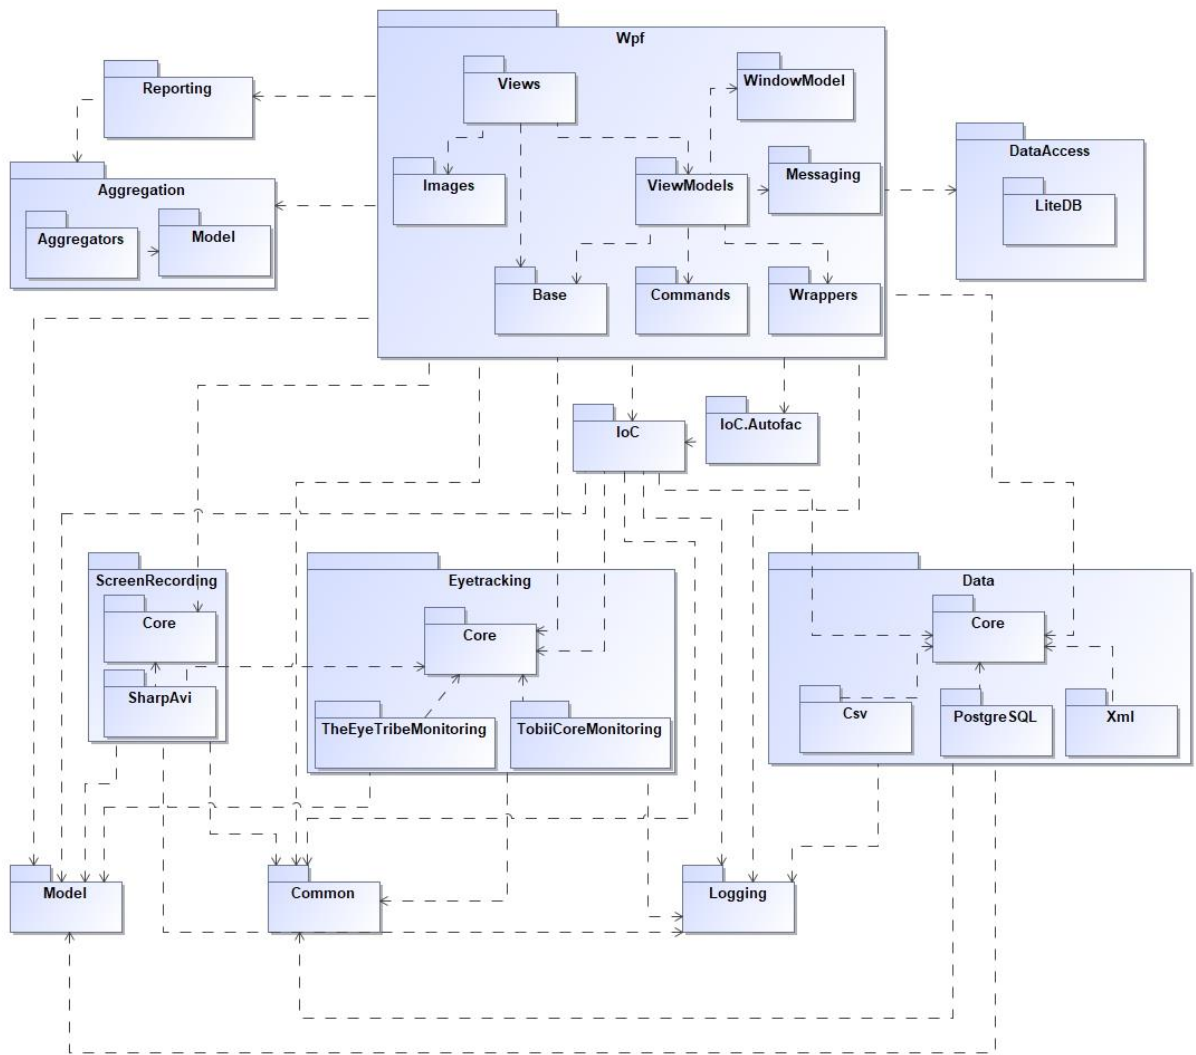 Wpf
Views
WindowModel
Reporting
Images
ViewModels
Messaging
DataAccess
LiteDB
Aggregation
Aggregators
Model
Base
Commands
Wrappers
IoC
IoC.Autofac
ScreenRecording
Core
SharpAvi
Eyetracking
Core
TheEyeTribeMonitoring
TobiiCoreMonitoring
Data
Core
Csv
PostgreSQL
Xml
Model
Common
Logging